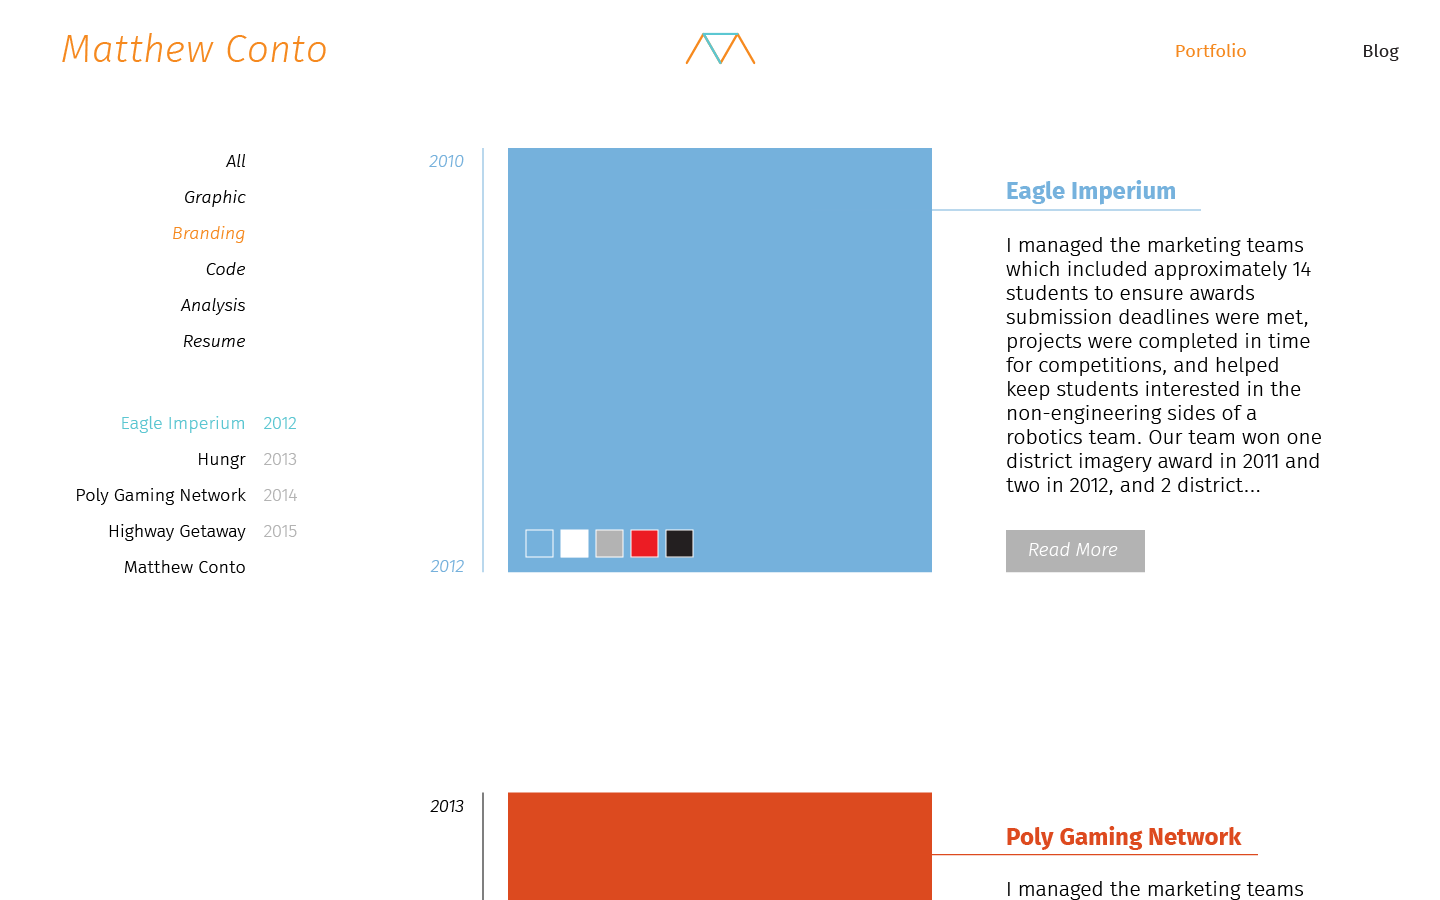 Matthew Conto
Portfolio
Blog
All
Graphic
Branding
Code
Analysis
Resume
Eagle Imperium 2012
Hungr 2013
Poly Gaming Network 2014
Highway Getaway 2015
Matthew Conto
2010
2012
Eagle Imperium
I managed the marketing teams
which included approximately 14
students to ensure awards
submission deadlines were met,
projects were completed in time
for competitions, and helped
keep students interested in the
non-engineering sides of a
robotics team. Our team won one
district imagery award in 2011 and
two in 2012, and 2 district...
Read More
2013
Poly Gaming Network
I managed the marketing teams